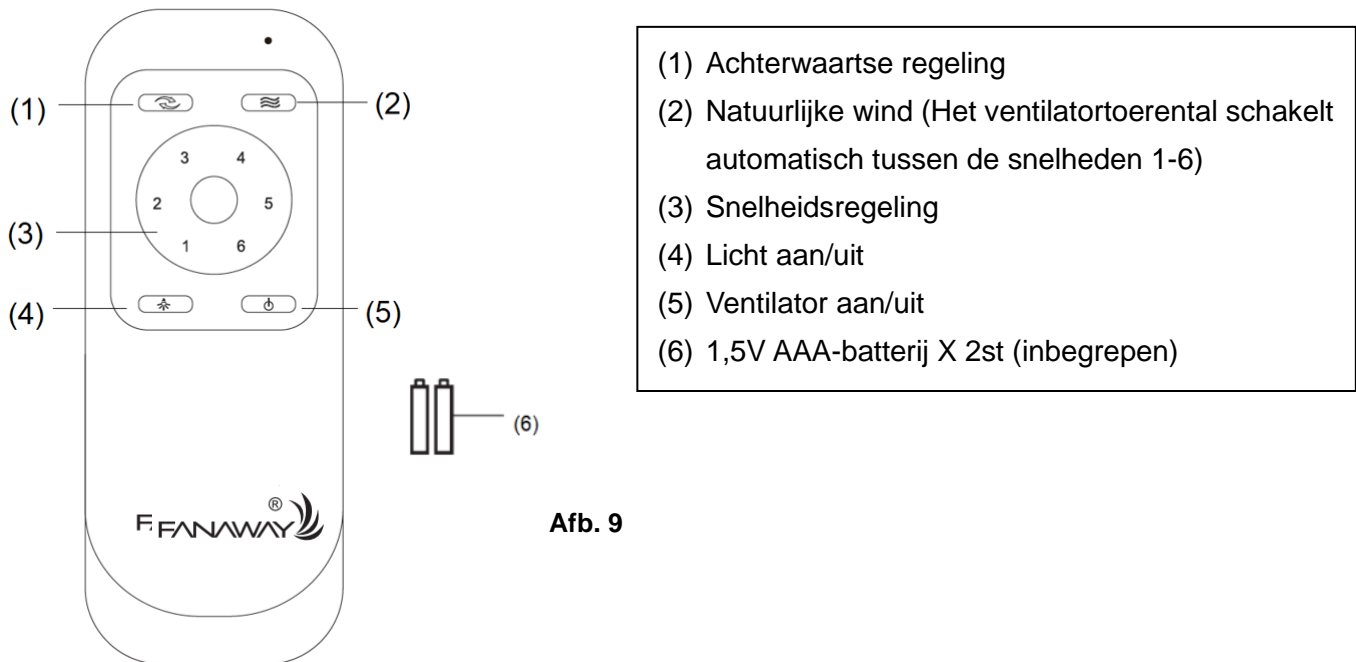 (1)
(2)
3 4
2 5
(3)
1 6
(4)
(5)
(6)
F FANAWAY ®
Afb. 9
(1) Achterwaartse regeling
(2) Natuurlijke wind (Het ventilatortoerental schakelt
automatisch tussen de snelheden 1-6)
(3) Snelheidsregeling
(4) Licht aan/uit
(5) Ventilator aan/uit
(6) 1,5V AAA-batterij X 2st (inbegrepen)